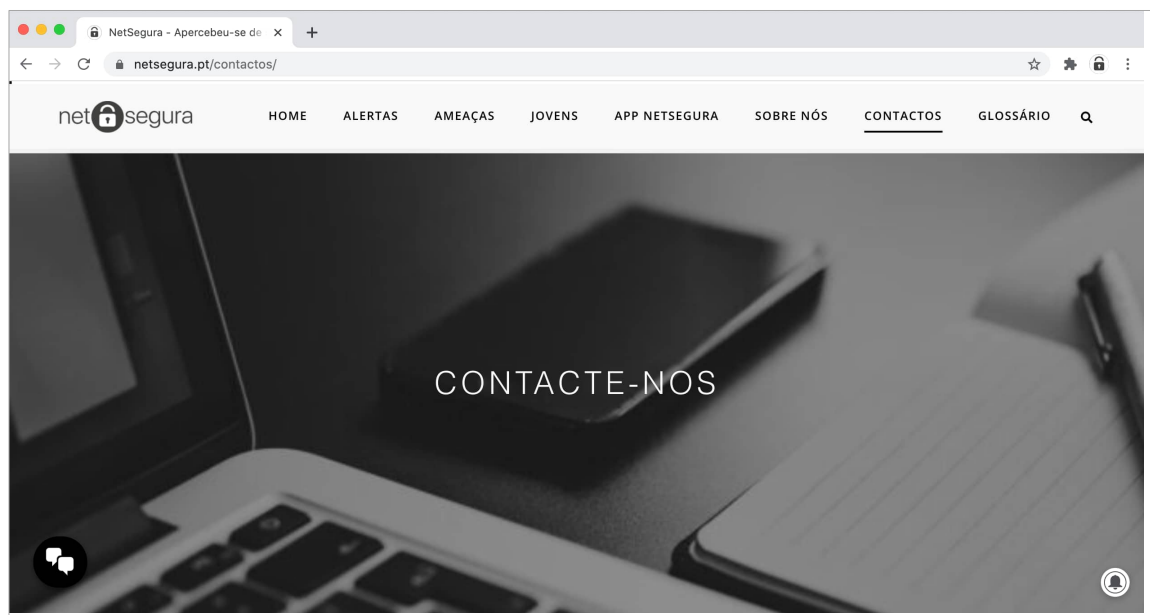 NetSegura - Apercebeu-se de
netsegura.pt/contactos/
net segura
HOME ALERTAS AMEAÇAS JOVENS APP NETSEGURA SOBRE NÓS CONTACTOS GLOSSÁRIO
CONTACTE-NOS